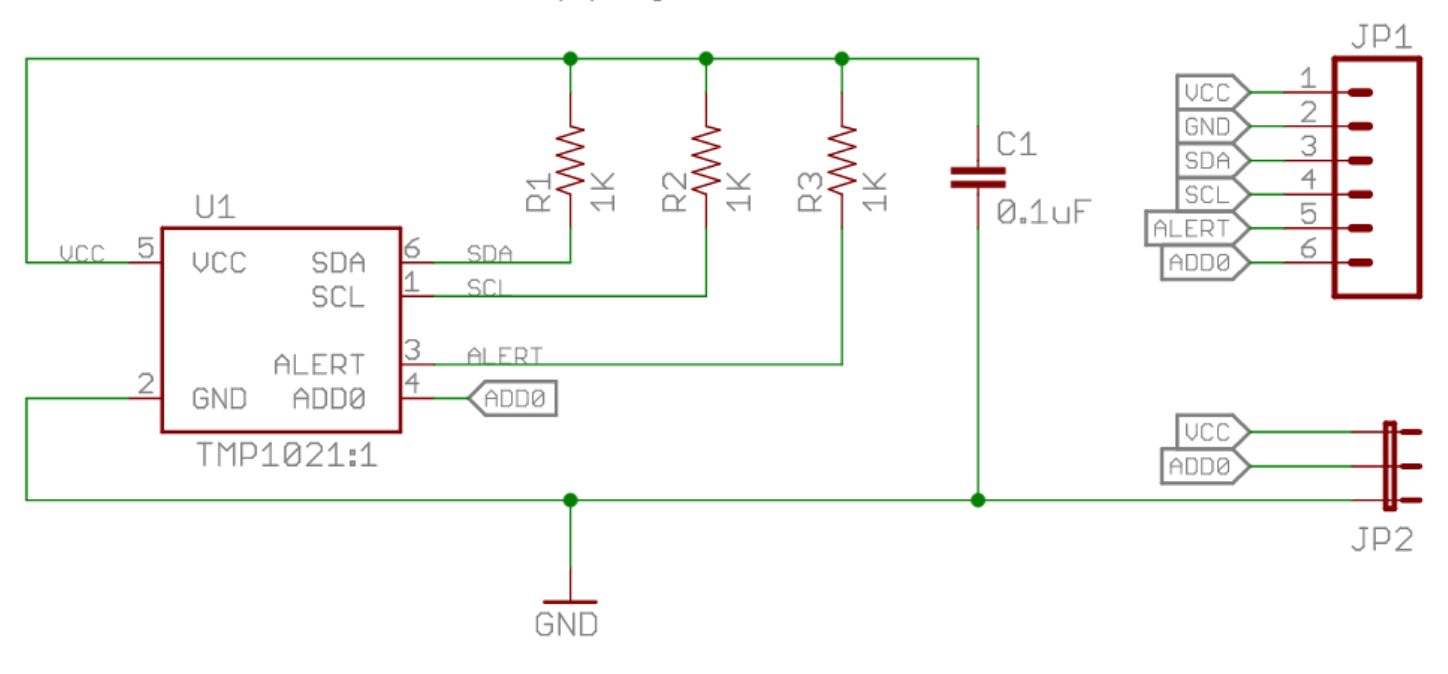 JP1
VCC 1
GND 2
SDA 3
SCL 4
ALERT 5
ADD0 6
C1
0.1uF
R1 1K
R2 1K
R3 1K
U1
VCC 5 VCC SDA 6 SDA
SCL 1 SCL
ALERT 3 ALERT
2 GND ADD0 4 ADD0
TMP1021:1
VCC
ADD0
JP2
GND